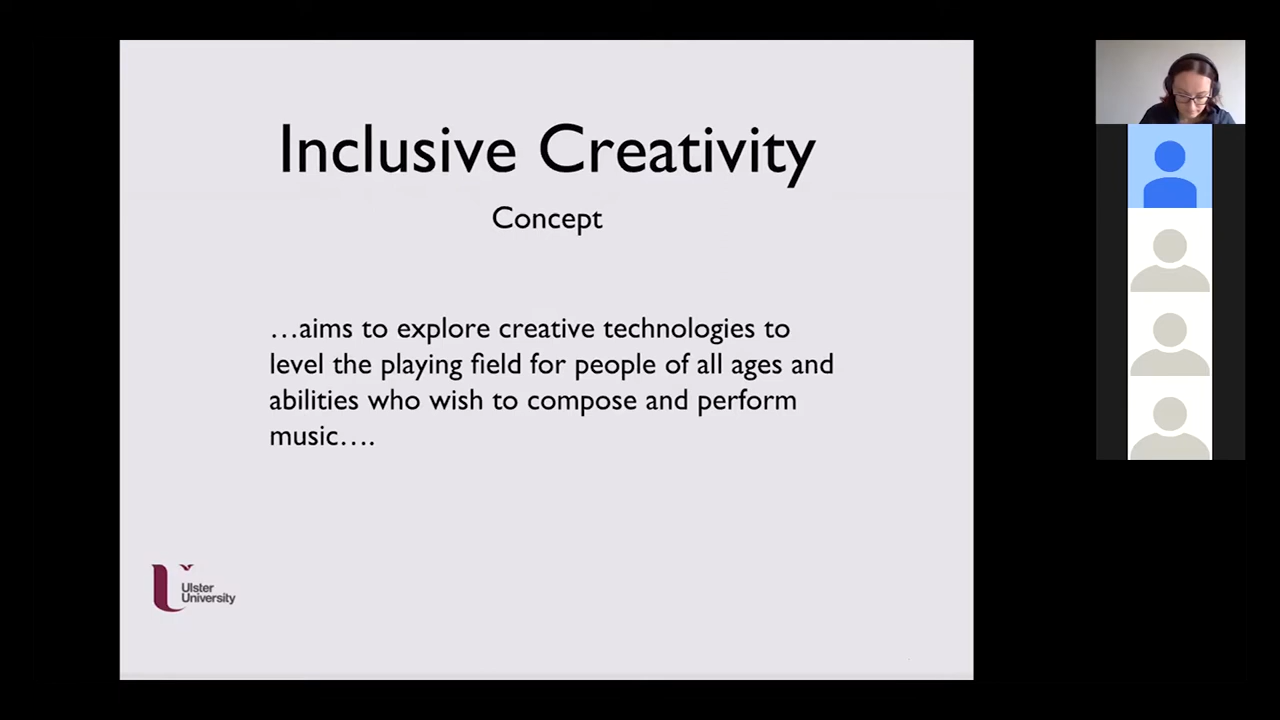 Inclusive Creativity
Concept
…aims to explore creative technologies to
level the playing field for people of all ages and
abilities who wish to compose and perform
music….
Ulster
University